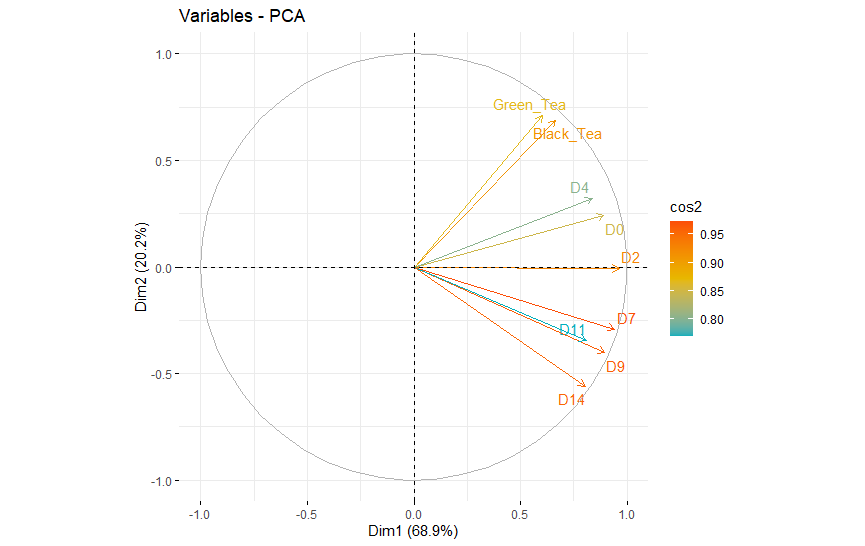 Variables - PCA
1.0
0.5
0.0
-0.5
-1.0
Dim2 (20.2%)
Green_Tea
Black_Tea
D4
D0
D2
D7
D11
D9
D14
-1.0
-0.5
0.0
0.5
1.0
Dim1 (68.9%)
cos2
0.95
0.90
0.85
0.80